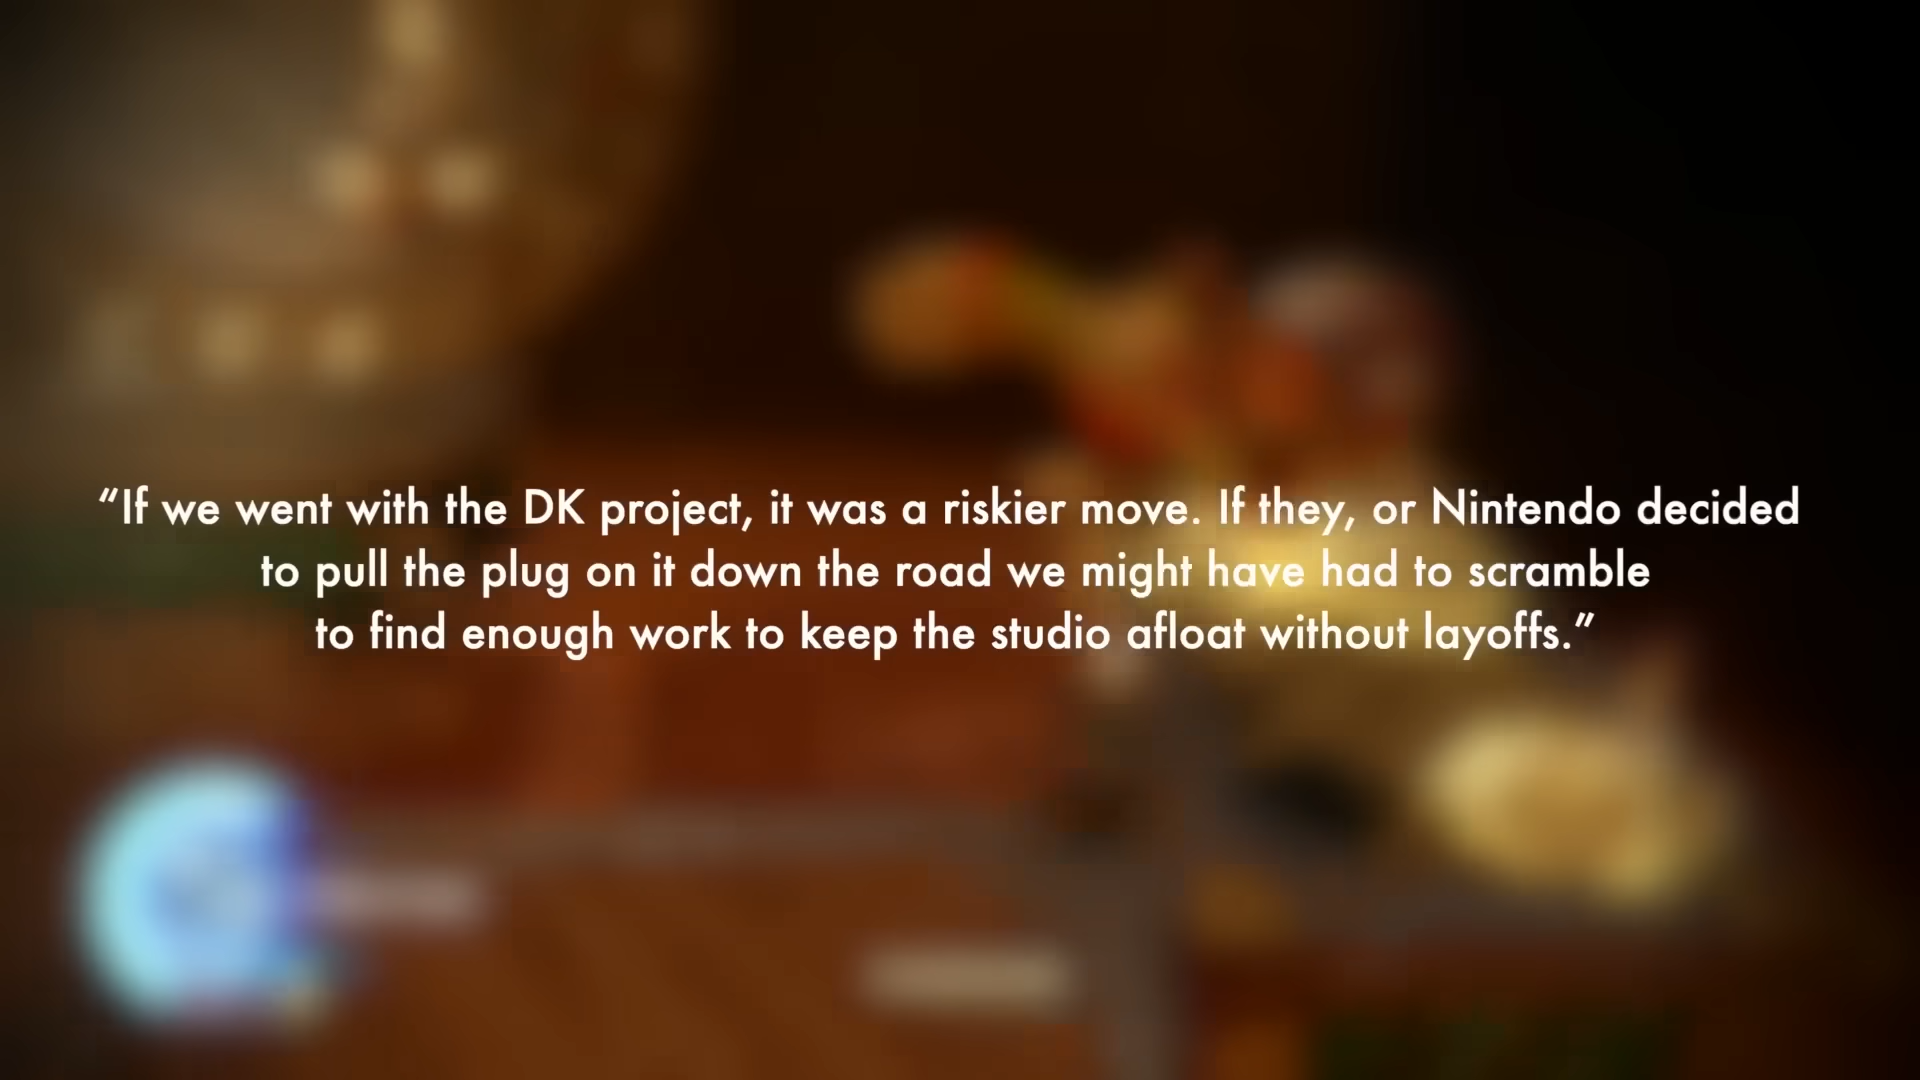 “If we went with the DK project, it was a riskier move. If they, or Nintendo decided
to pull the plug on it down the road we might have had to scramble
to find enough work to keep the studio afloat without layoffs.”